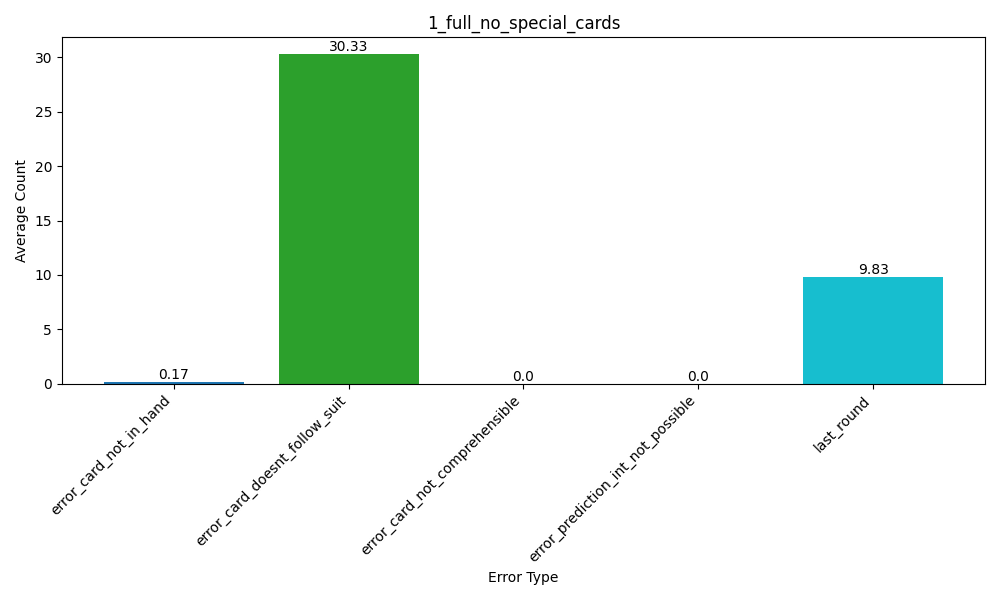 1_full_no_special_cards
Average Count
30
25
20
15
10
5
0
0.17
30.33
0.0
0.0
9.83
error_card_not_in_hand
error_card_doesnt_follow_suit
error_card_not_comprehensible
error_prediction_int_not_possible
last_round
Error Type